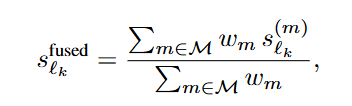 s_{\ell_k}^{\text{fused}} = \frac{\sum_{m \in \mathcal{M}} w_m \, s_{\ell_k}^{(m)}}{\sum_{m \in \mathcal{M}} w_m},